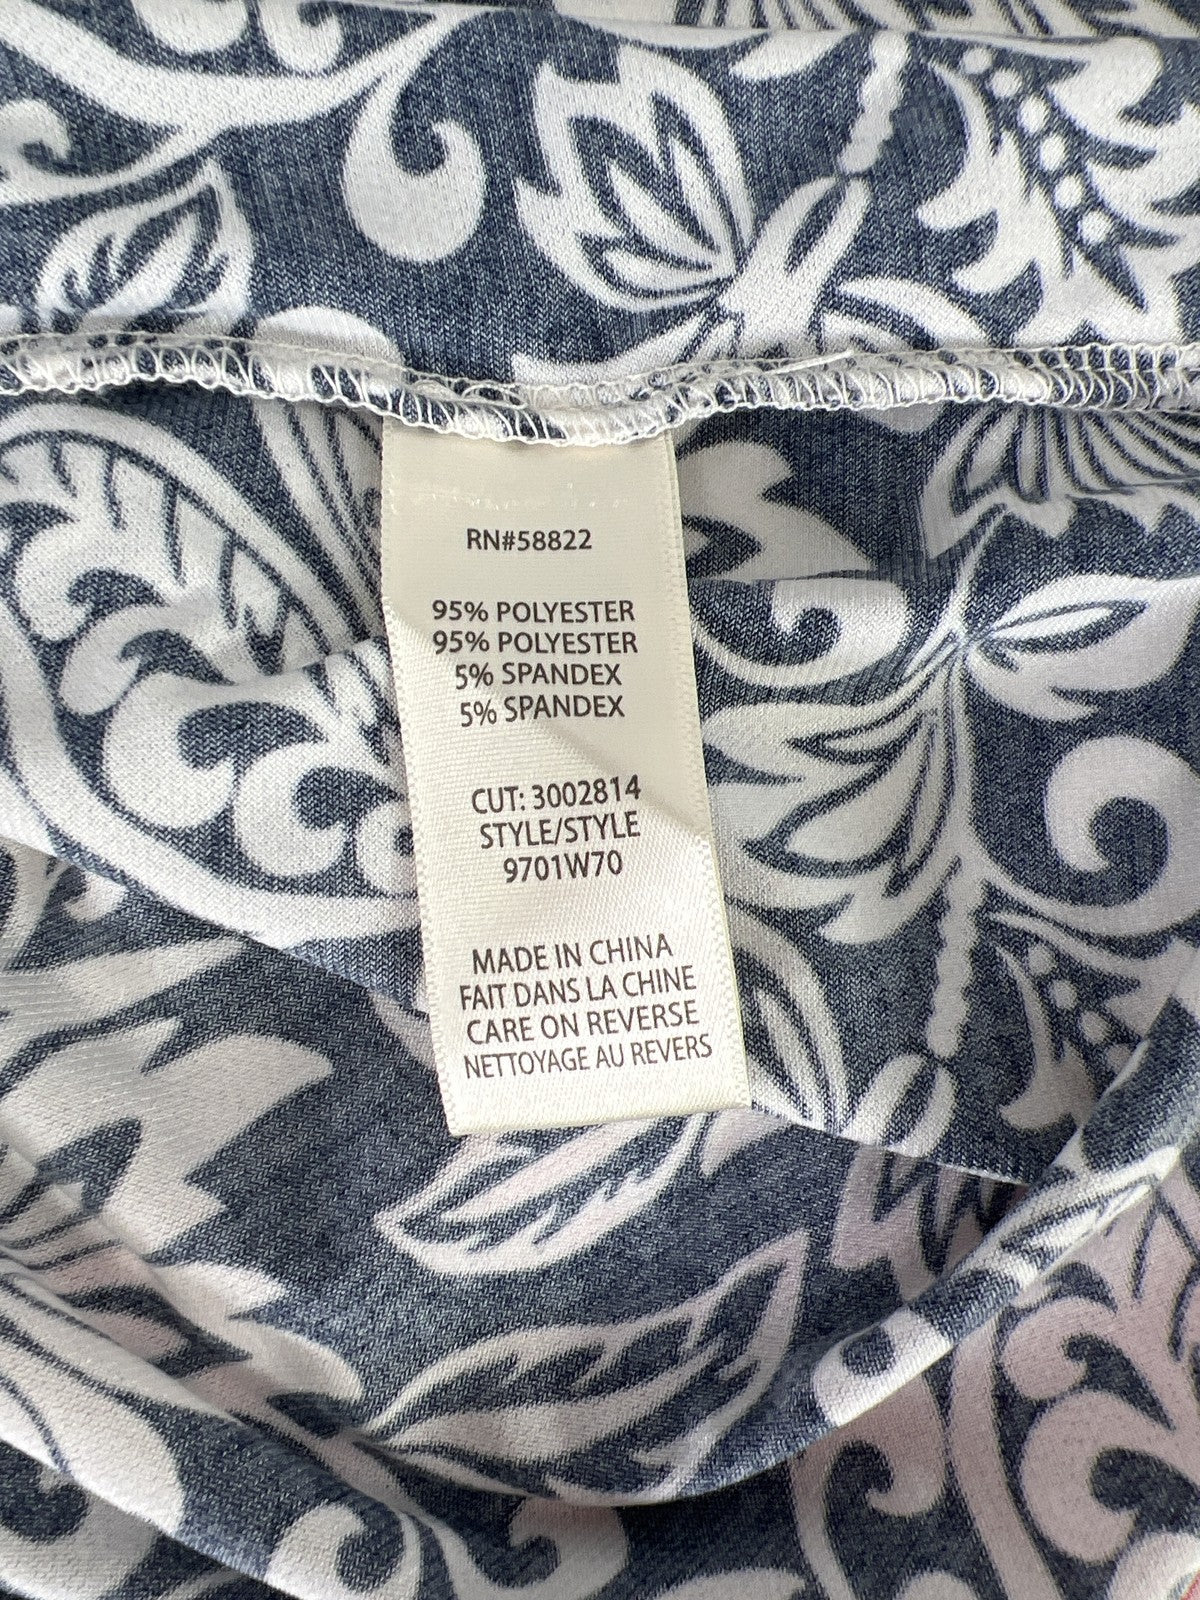 RN#58822
95% POLYESTER
95% POLYESTER
5% SPANDEX
5% SPANDEX
CUT: 3002814
STYLE/STYLE
9701W70
MADE IN CHINA
FAIT DANS LA CHINE
CARE ON REVERSE
NETTOYAGE AU REVERS